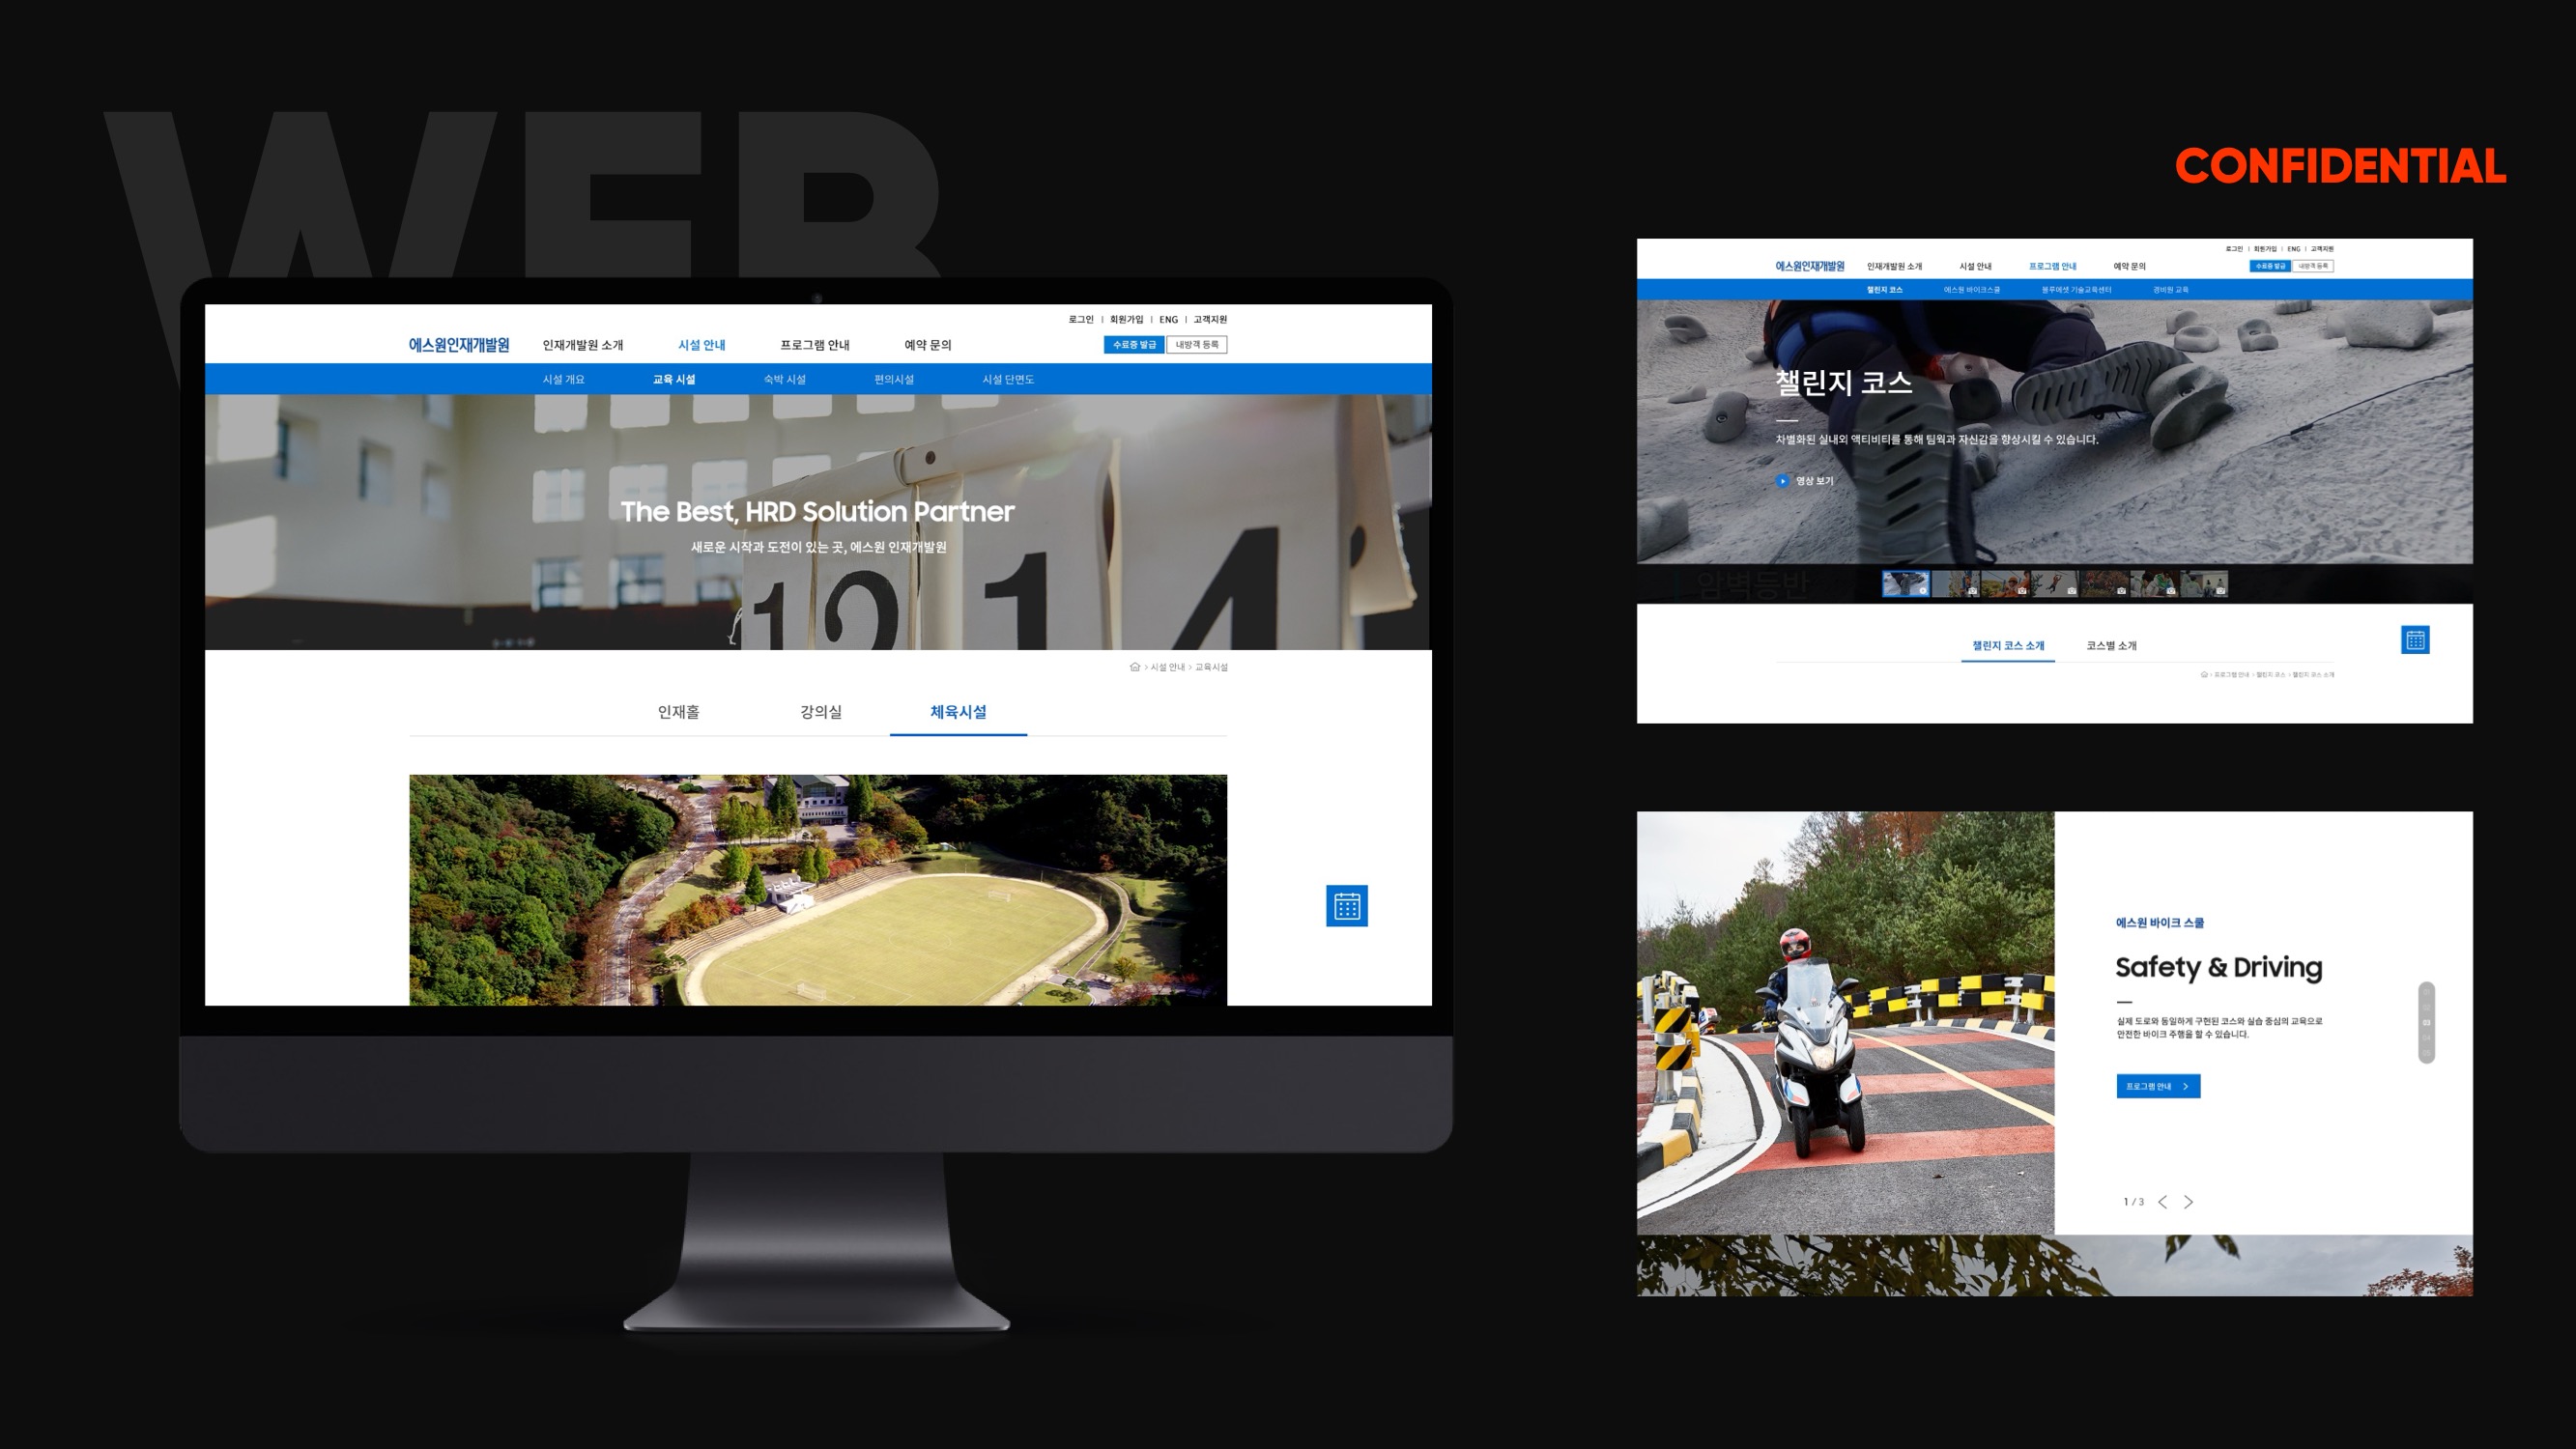 WEB
CONFIDENTIAL
로그인 | 회원가입 | ENG | 고객지원
에스원인재개발원 인재개발원 소개 시설 안내 프로그램 안내 예약 문의 수료증 발급 내방객 등록
시설 개요 교육 시설 숙박 시설 편의시설 시설 단면도
The Best, HRD Solution Partner
새로운 시작과 도전이 있는 곳, 에스원 인재개발원
12 14
> 시설 안내 > 교육시설
인재홀 강의실 체육시설
로그인 | 회원가입 | ENG | 고객지원
에스원인재개발원 인재개발원 소개 시설 안내 프로그램 안내 예약 문의 수료증 발급 내방객 등록
챌린지 코스 에스원 바이크스쿨 블루에셋 기술교육센터 경비원 교육
챌린지 코스
차별화된 실내외 액티비티를 통해 팀웍과 자신감을 향상시킬 수 있습니다.
영상 보기
암벽등반
챌린지 코스 소개 코스별 소개
> 프로그램 안내 > 챌린지 코스 > 챌린지 코스 소개
에스원 바이크 스쿨
Safety & Driving
실제 도로와 동일하게 구현된 코스와 실습 중심의 교육으로
안전한 바이크 주행을 할 수 있습니다.
프로그램 안내 >
1 / 3 < >